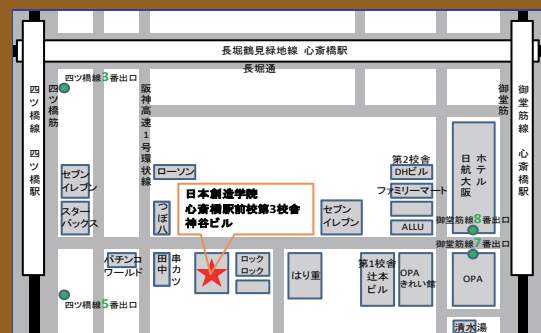 長堀鶴見緑地線 心斎橋駅
長堀通
四ツ橋線 四ツ橋駅
四ツ橋筋
四ツ橋線3番出口
阪神高速1号環状線
御堂筋
御堂筋線 心斎橋駅
セブン
イレブン
スター
バックス
ローソン
つぼ八
日本創造学院
心斎橋駅前校第3校舎
神谷ビル
セブン
イレブン
第2校舎
DHビル
ファミリーマート
ALLU
ホテル
日航大阪
御堂筋線8番出口
御堂筋線7番出口
パチンコ
ワールド
串カツ
田中
ロック
ロック
はり重
第1校舎
辻本
ビル
OPA
きれい館
OPA
四ツ橋線5番出口
清水湯